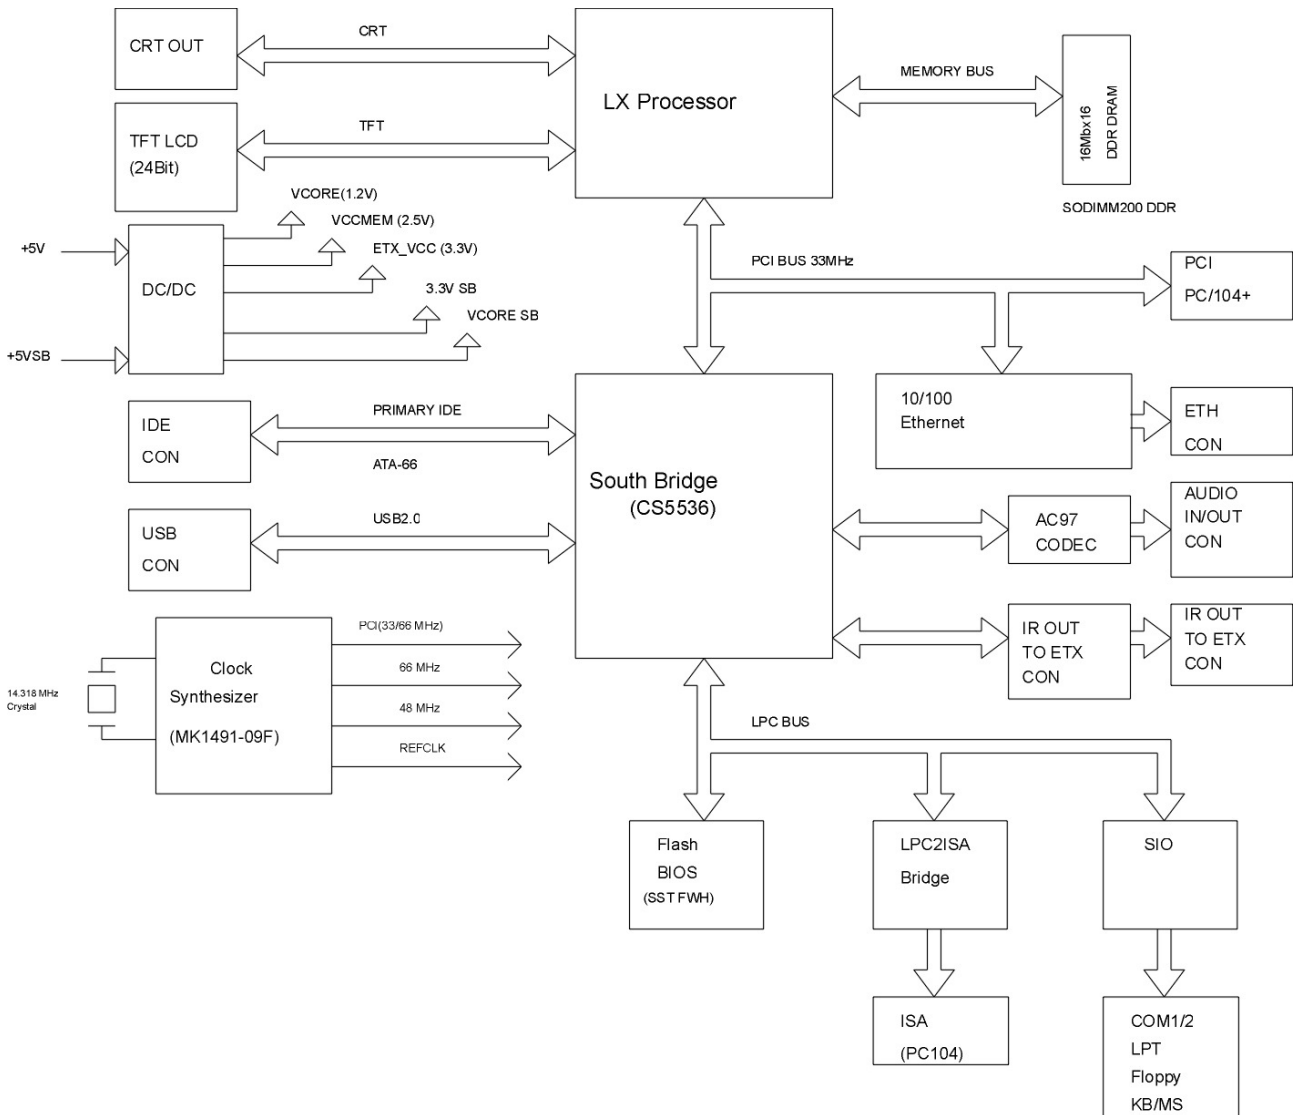 CRT OUT
CRT
LX Processor
MEMORY BUS
16Mbx16
DDR DRAM
SODIMM200 DDR
TFT LCD
(24Bit)
TFT
VCORE(1.2V)
VCCMEM (2.5V)
ETX_VCC (3.3V)
3.3V SB
VCORE SB
+5V
DC/DC
+5VSB
PCI BUS 33MHz
PCI
PC/104+
10/100
Ethernet
ETH
CON
IDE
CON
PRIMARY IDE
ATA-66
South Bridge
(CS5536)
USB
CON
USB2.0
AC97
CODEC
AUDIO
IN/OUT
CON
IR OUT
TO ETX
CON
IR OUT
TO ETX
CON
14.318 MHz
Crystal
Clock
Synthesizer
(MK1491-09F)
PCI(33/66 MHz)
66 MHz
48 MHz
REFCLK
LPC BUS
Flash
BIOS
(SST FWH)
LPC2ISA
Bridge
SIO
ISA
(PC104)
COM1/2
LPT
Floppy
KB/MS